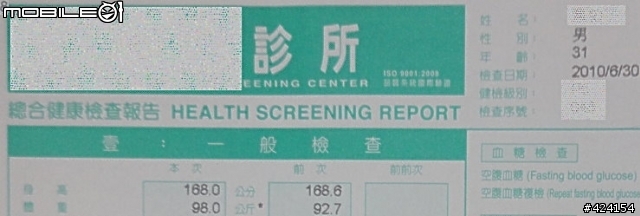 mobile01
診所
SCREENING CENTER
ISO 9001:2000
姓 名:
性 別: 男
年 齡: 31
檢查日期: 2010/6/30
健檢級別:
檢查序號:
總合健康檢查報告 HEALTH SCREENING REPORT
壹:一般檢查
本 次 前 次 前前次
身 高 168.0 公分 168.6
體 重 98.0 公斤 * 92.7
血糖檢查
空腹血糖 (Fasting blood glucose)
空腹血糖複檢 (Repeat fasting blood glucose)
#424154